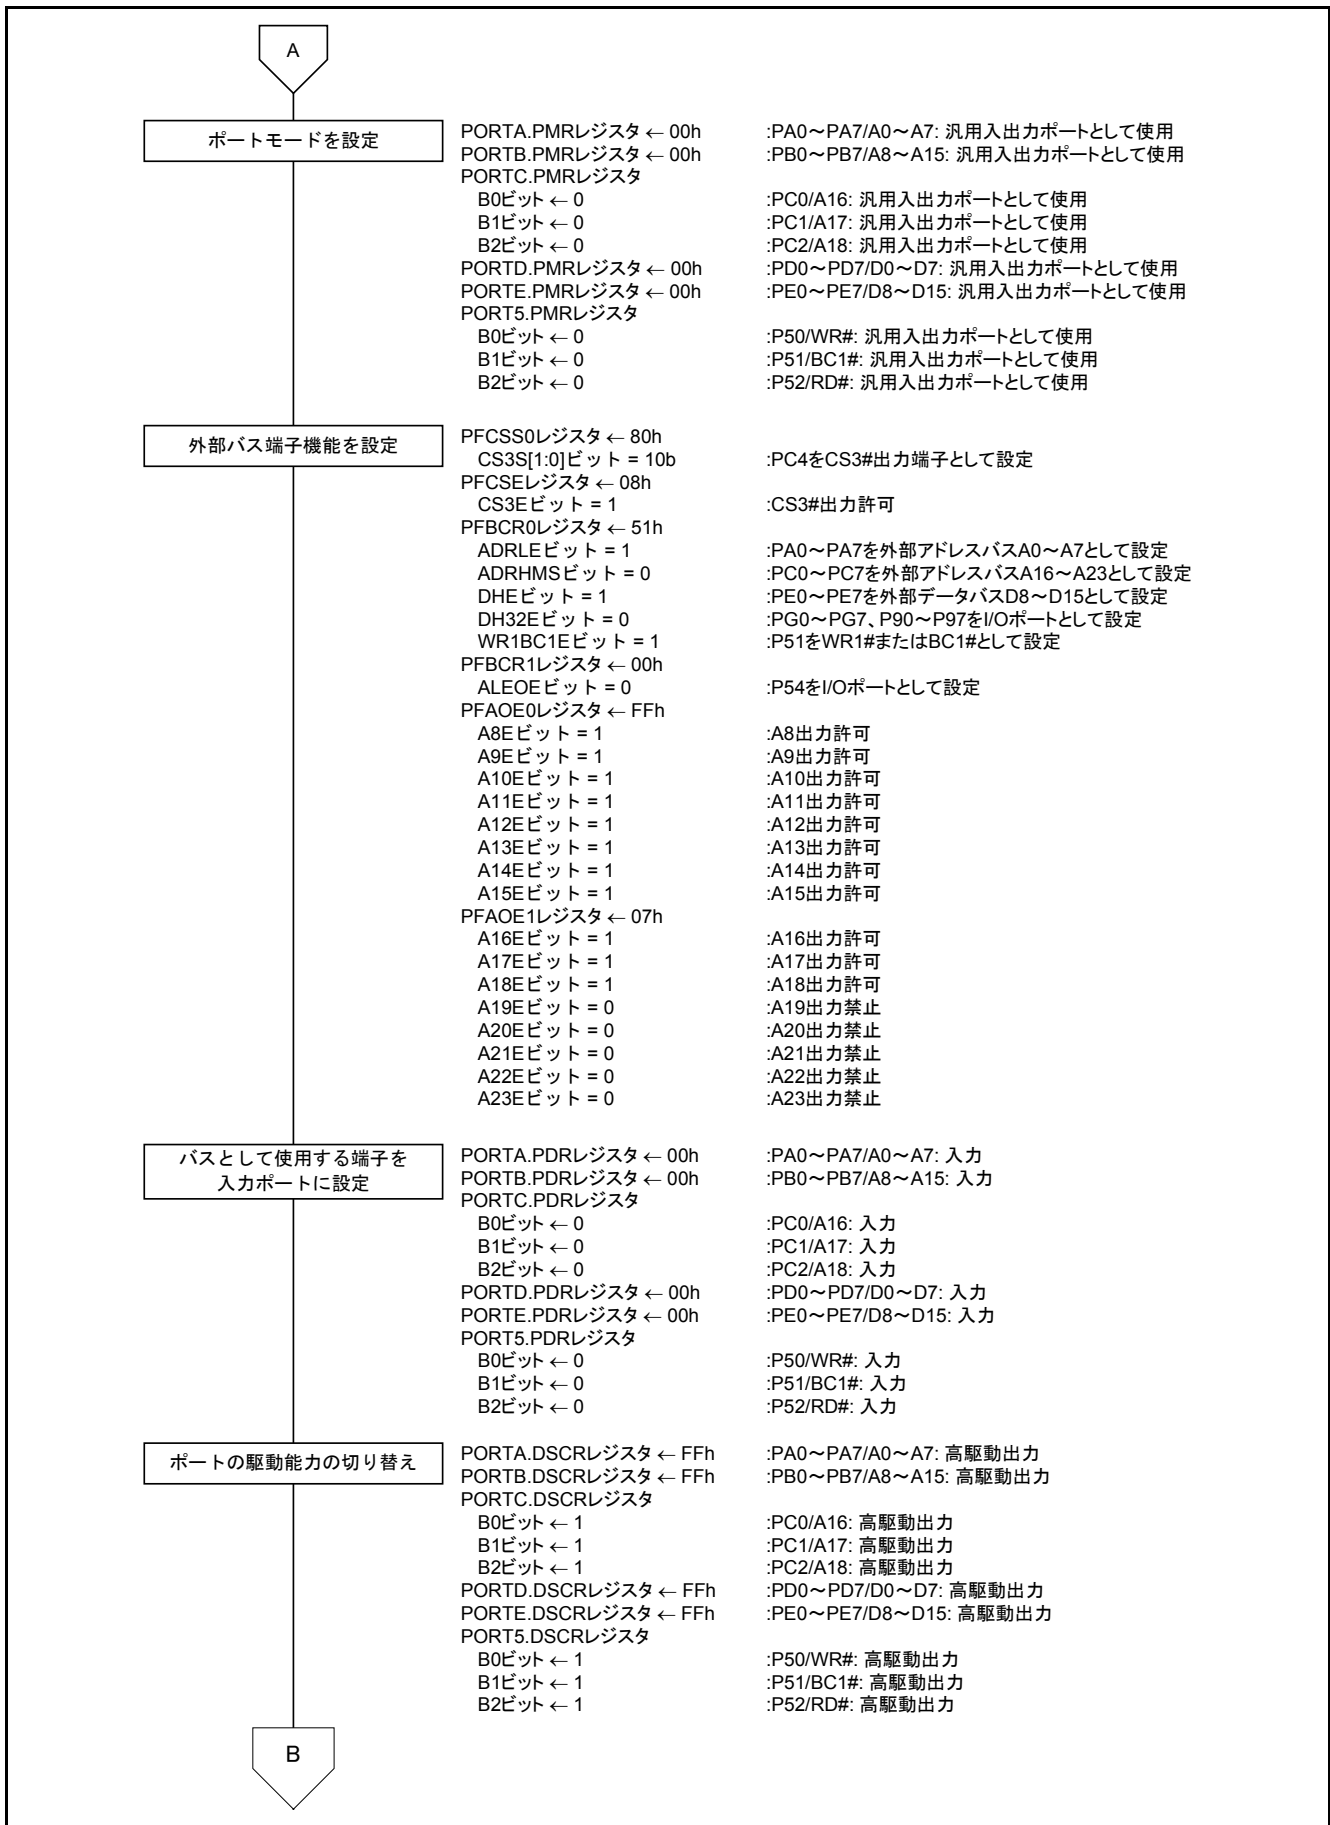 A
ポートモードを設定
PORTA.PMRレジスタ ← 00h :PA0～PA7/A0～A7: 汎用入出力ポートとして使用
PORTB.PMRレジスタ ← 00h :PB0～PB7/A8～A15: 汎用入出力ポートとして使用
PORTC.PMRレジスタ
B0ビット ← 0 :PC0/A16: 汎用入出力ポートとして使用
B1ビット ← 0 :PC1/A17: 汎用入出力ポートとして使用
B2ビット ← 0 :PC2/A18: 汎用入出力ポートとして使用
PORTD.PMRレジスタ ← 00h :PD0～PD7/D0～D7: 汎用入出力ポートとして使用
PORTE.PMRレジスタ ← 00h :PE0～PE7/D8～D15: 汎用入出力ポートとして使用
PORT5.PMRレジスタ
B0ビット ← 0 :P50/WR#: 汎用入出力ポートとして使用
B1ビット ← 0 :P51/BC1#: 汎用入出力ポートとして使用
B2ビット ← 0 :P52/RD#: 汎用入出力ポートとして使用
外部バス端子機能を設定
PFCSS0レジスタ ← 80h
CS3S[1:0]ビット = 10b :PC4をCS3#出力端子として設定
PFCSEレジスタ ← 08h
CS3Eビット = 1 :CS3#出力許可
PFBCR0レジスタ ← 51h
ADRLEビット = 1 :PA0～PA7を外部アドレスバスA0～A7として設定
ADRHMSビット = 0 :PC0～PC7を外部アドレスバスA16～A23として設定
DHEビット = 1 :PE0～PE7を外部データバスD8～D15として設定
DH32Eビット = 0 :PG0～PG7、P90～P97をI/Oポートとして設定
WR1BC1Eビット = 1 :P51をWR1#またはBC1#として設定
PFBCR1レジスタ ← 00h
ALEOEビット = 0 :P54をI/Oポートとして設定
PFAOE0レジスタ ← FFh
A8Eビット = 1 :A8出力許可
A9Eビット = 1 :A9出力許可
A10Eビット = 1 :A10出力許可
A11Eビット = 1 :A11出力許可
A12Eビット = 1 :A12出力許可
A13Eビット = 1 :A13出力許可
A14Eビット = 1 :A14出力許可
A15Eビット = 1 :A15出力許可
PFAOE1レジスタ ← 07h
A16Eビット = 1 :A16出力許可
A17Eビット = 1 :A17出力許可
A18Eビット = 1 :A18出力許可
A19Eビット = 0 :A19出力禁止
A20Eビット = 0 :A20出力禁止
A21Eビット = 0 :A21出力禁止
A22Eビット = 0 :A22出力禁止
A23Eビット = 0 :A23出力禁止
バスとして使用する端子を
入力ポートに設定
PORTA.PDRレジスタ ← 00h :PA0～PA7/A0～A7: 入力
PORTB.PDRレジスタ ← 00h :PB0～PB7/A8～A15: 入力
PORTC.PDRレジスタ
B0ビット ← 0 :PC0/A16: 入力
B1ビット ← 0 :PC1/A17: 入力
B2ビット ← 0 :PC2/A18: 入力
PORTD.PDRレジスタ ← 00h :PD0～PD7/D0～D7: 入力
PORTE.PDRレジスタ ← 00h :PE0～PE7/D8～D15: 入力
PORT5.PDRレジスタ
B0ビット ← 0 :P50/WR#: 入力
B1ビット ← 0 :P51/BC1#: 入力
B2ビット ← 0 :P52/RD#: 入力
ポートの駆動能力の切り替え
PORTA.DSCRレジスタ ← FFh :PA0～PA7/A0～A7: 高駆動出力
PORTB.DSCRレジスタ ← FFh :PB0～PB7/A8～A15: 高駆動出力
PORTC.DSCRレジスタ
B0ビット ← 1 :PC0/A16: 高駆動出力
B1ビット ← 1 :PC1/A17: 高駆動出力
B2ビット ← 1 :PC2/A18: 高駆動出力
PORTD.DSCRレジスタ ← FFh :PD0～PD7/D0～D7: 高駆動出力
PORTE.DSCRレジスタ ← FFh :PE0～PE7/D8～D15: 高駆動出力
PORT5.DSCRレジスタ
B0ビット ← 1 :P50/WR#: 高駆動出力
B1ビット ← 1 :P51/BC1#: 高駆動出力
B2ビット ← 1 :P52/RD#: 高駆動出力
B